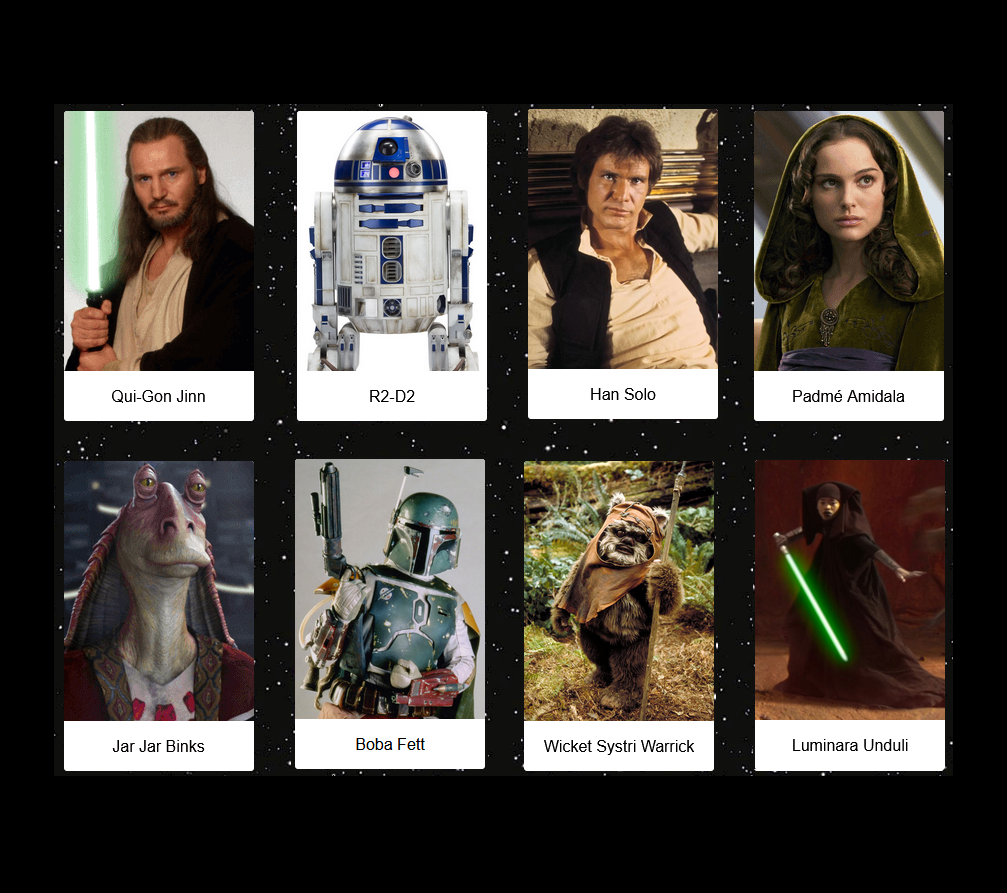 Qui-Gon Jinn
R2-D2
Han Solo
Padmé Amidala
Jar Jar Binks
Boba Fett
Wicket Systri Warrick
Luminara Unduli